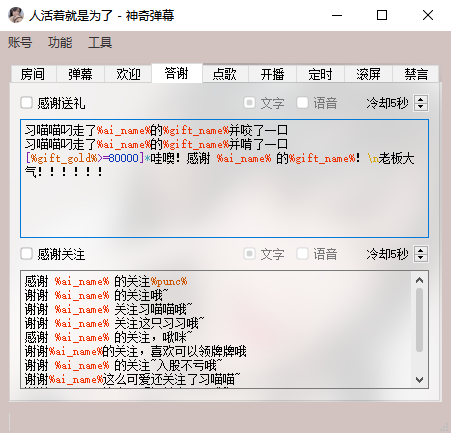 人活着就是为了 - 神奇弹幕
账号 功能 工具
房间 弹幕 欢迎 答谢 点歌 开播 定时 滚屏 禁言
感谢送礼 文字 语音 冷却5秒
习喵喵叼走了%ai_name%的%gift_name%并咬了一口
习喵喵叼走了%ai_name%的%gift_name%并啃了一口
[%gift_gold%>=80000]*哇噢！感谢 %ai_name% 的%gift_name%！\n老板大
气！！！！！！
感谢关注 文字 语音 冷却5秒
感谢 %ai_name% 的关注%punc%
谢谢 %ai_name% 的关注哦~
谢谢 %ai_name% 关注习喵喵哦~
谢谢 %ai_name% 关注这只习习哦~
感谢 %ai_name% 的关注，啾咪~
谢谢%ai_name%的关注，喜欢可以领牌牌哦
谢谢 %ai_name% 的关注~入股不亏哦~
谢谢%ai_name%这么可爱还关注了习喵喵~